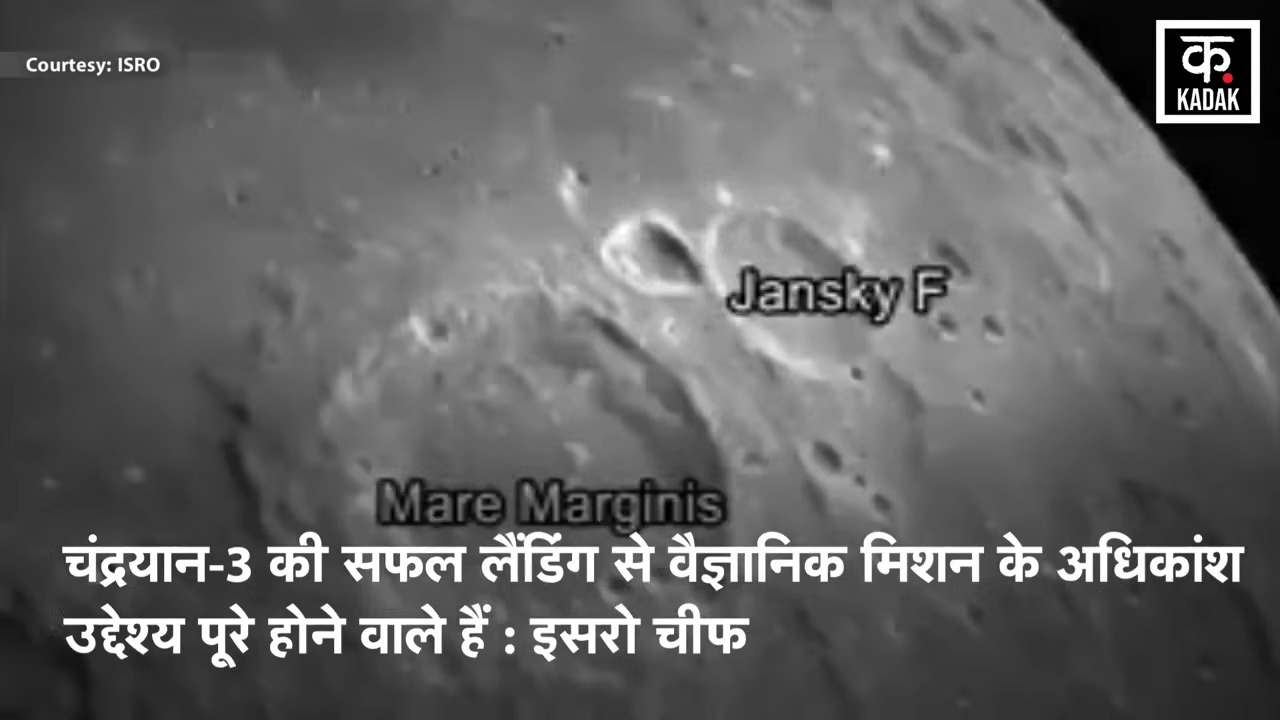 Courtesy: ISRO
क.
KADAK
Jansky F
Mare Marginis
चंद्रयान-3 की सफल लैंडिंग से वैज्ञानिक मिशन के अधिकांश
उद्देश्य पूरे होने वाले हैं : इसरो चीफ